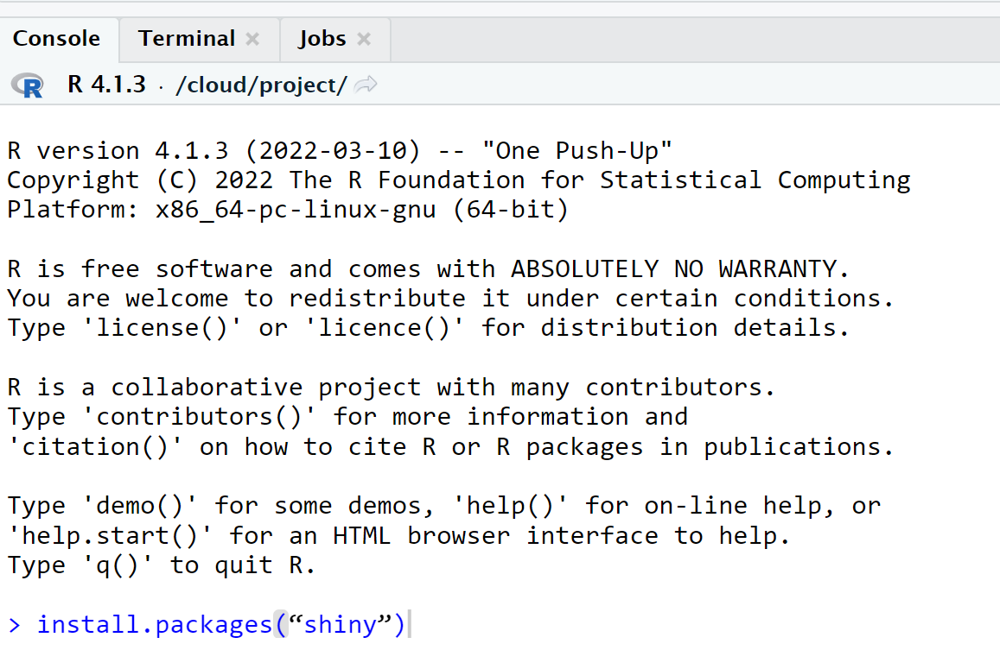 Console Terminal × Jobs ×
R R 4.1.3 · /cloud/project/
R version 4.1.3 (2022-03-10) -- "One Push-Up"
Copyright (C) 2022 The R Foundation for Statistical Computing
Platform: x86_64-pc-linux-gnu (64-bit)
R is free software and comes with ABSOLUTELY NO WARRANTY.
You are welcome to redistribute it under certain conditions.
Type 'license()' or 'licence()' for distribution details.
R is a collaborative project with many contributors.
Type 'contributors()' for more information and
'citation()' on how to cite R or R packages in publications.
Type 'demo()' for some demos, 'help()' for on-line help, or
'help.start()' for an HTML browser interface to help.
Type 'q()' to quit R.
> install.packages(“shiny”)